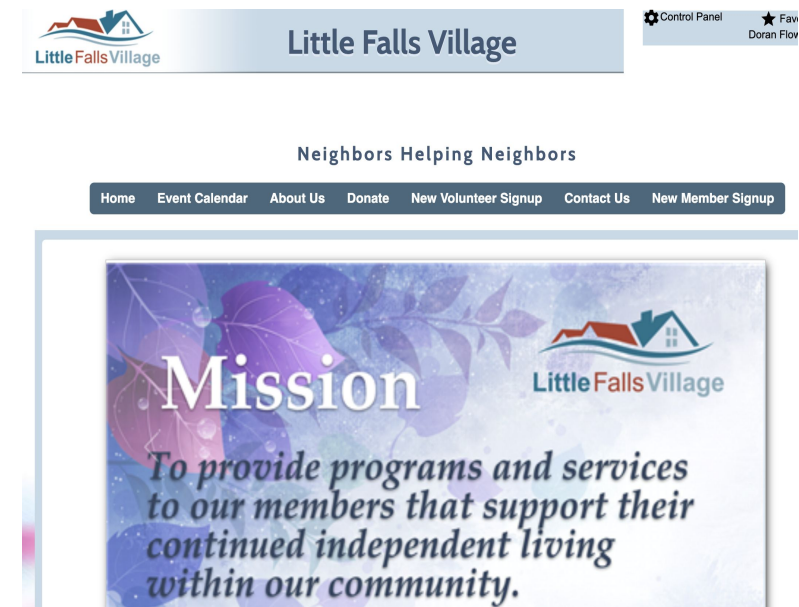 Little Falls Village
Little Falls Village
Control Panel
Doran
Neighbors Helping Neighbors
Home Event Calendar About Us Donate New Volunteer Signup Contact Us New Member Signup
Mission
Little Falls Village
To provide programs and services
to our members that support their
continued independent living
within our community.